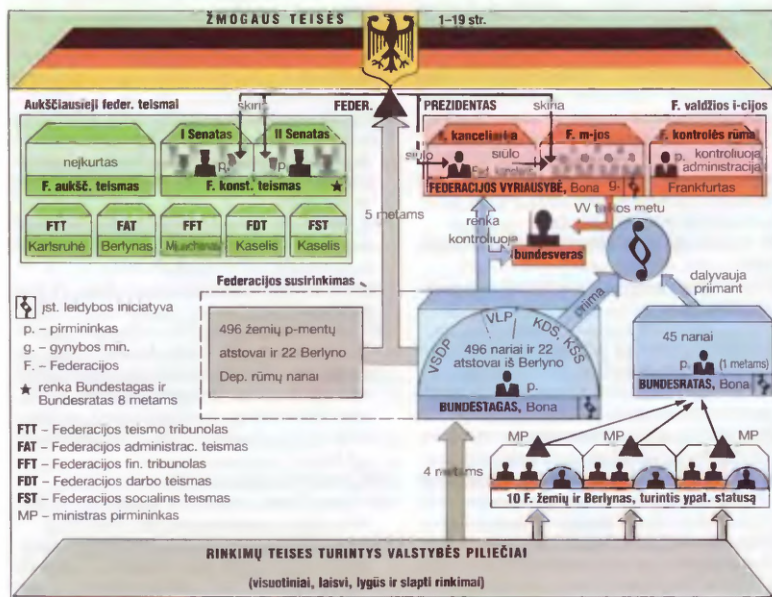 ŽMOGAUS TEISĖS 1–19 str.
Aukščiausieji feder. teismai
FEDER. PREZIDENTAS
F. valdžios i-cijos
skiria
skiria
I Senatas
II Senatas
p.
p.
neįkurtas
F. aukšč. teismas
F. konst. teismas
FTT
Karlsruhė
FAT
Berlynas
FFT
FDT
Kaselis
FST
Kaselis
F. m-jos
F. kontrolės rūmai
siūlo
siūlo
p.
kontroliuoja
administraciją
FEDERACIJOS VYRIAUSYBĖ, Bona
g.
Frankfurtas
5 metams
renka
kontroliuoja
VV taikos metu
bundesveras
Federacijos susirinkimas
dalyvauja
priimant
priima
496 žemių p-mentų
atstovai ir 22 Berlyno
Dep. rūmų nariai
VSDP
VLP
KDS, KSS
496 nariai ir 22
atstovai iš Berlyno
p.
BUNDESTAGAS, Bona
45 nariai
p. (1 metams)
BUNDESRATAS, Bona
įst. leidybos iniciatyva
p. – pirmininkas
g. – gynybos min.
F. – Federacijos
★ renka Bundestagas ir
Bundesratas 8 metams
FTT – Federacijos teismo tribunolas
FAT – Federacijos administrac. teismas
FFT – Federacijos fin. tribunolas
FDT – Federacijos darbo teismas
FST – Federacijos socialinis teismas
MP – ministras pirmininkas
4 metams
MP
MP
MP
10 F. žemių ir Berlynas, turintis ypat. statusą
RINKIMŲ TEISES TURINTYS VALSTYBĖS PILIEČIAI
(visuotiniai, laisvi, lygūs ir slapti rinkimai)